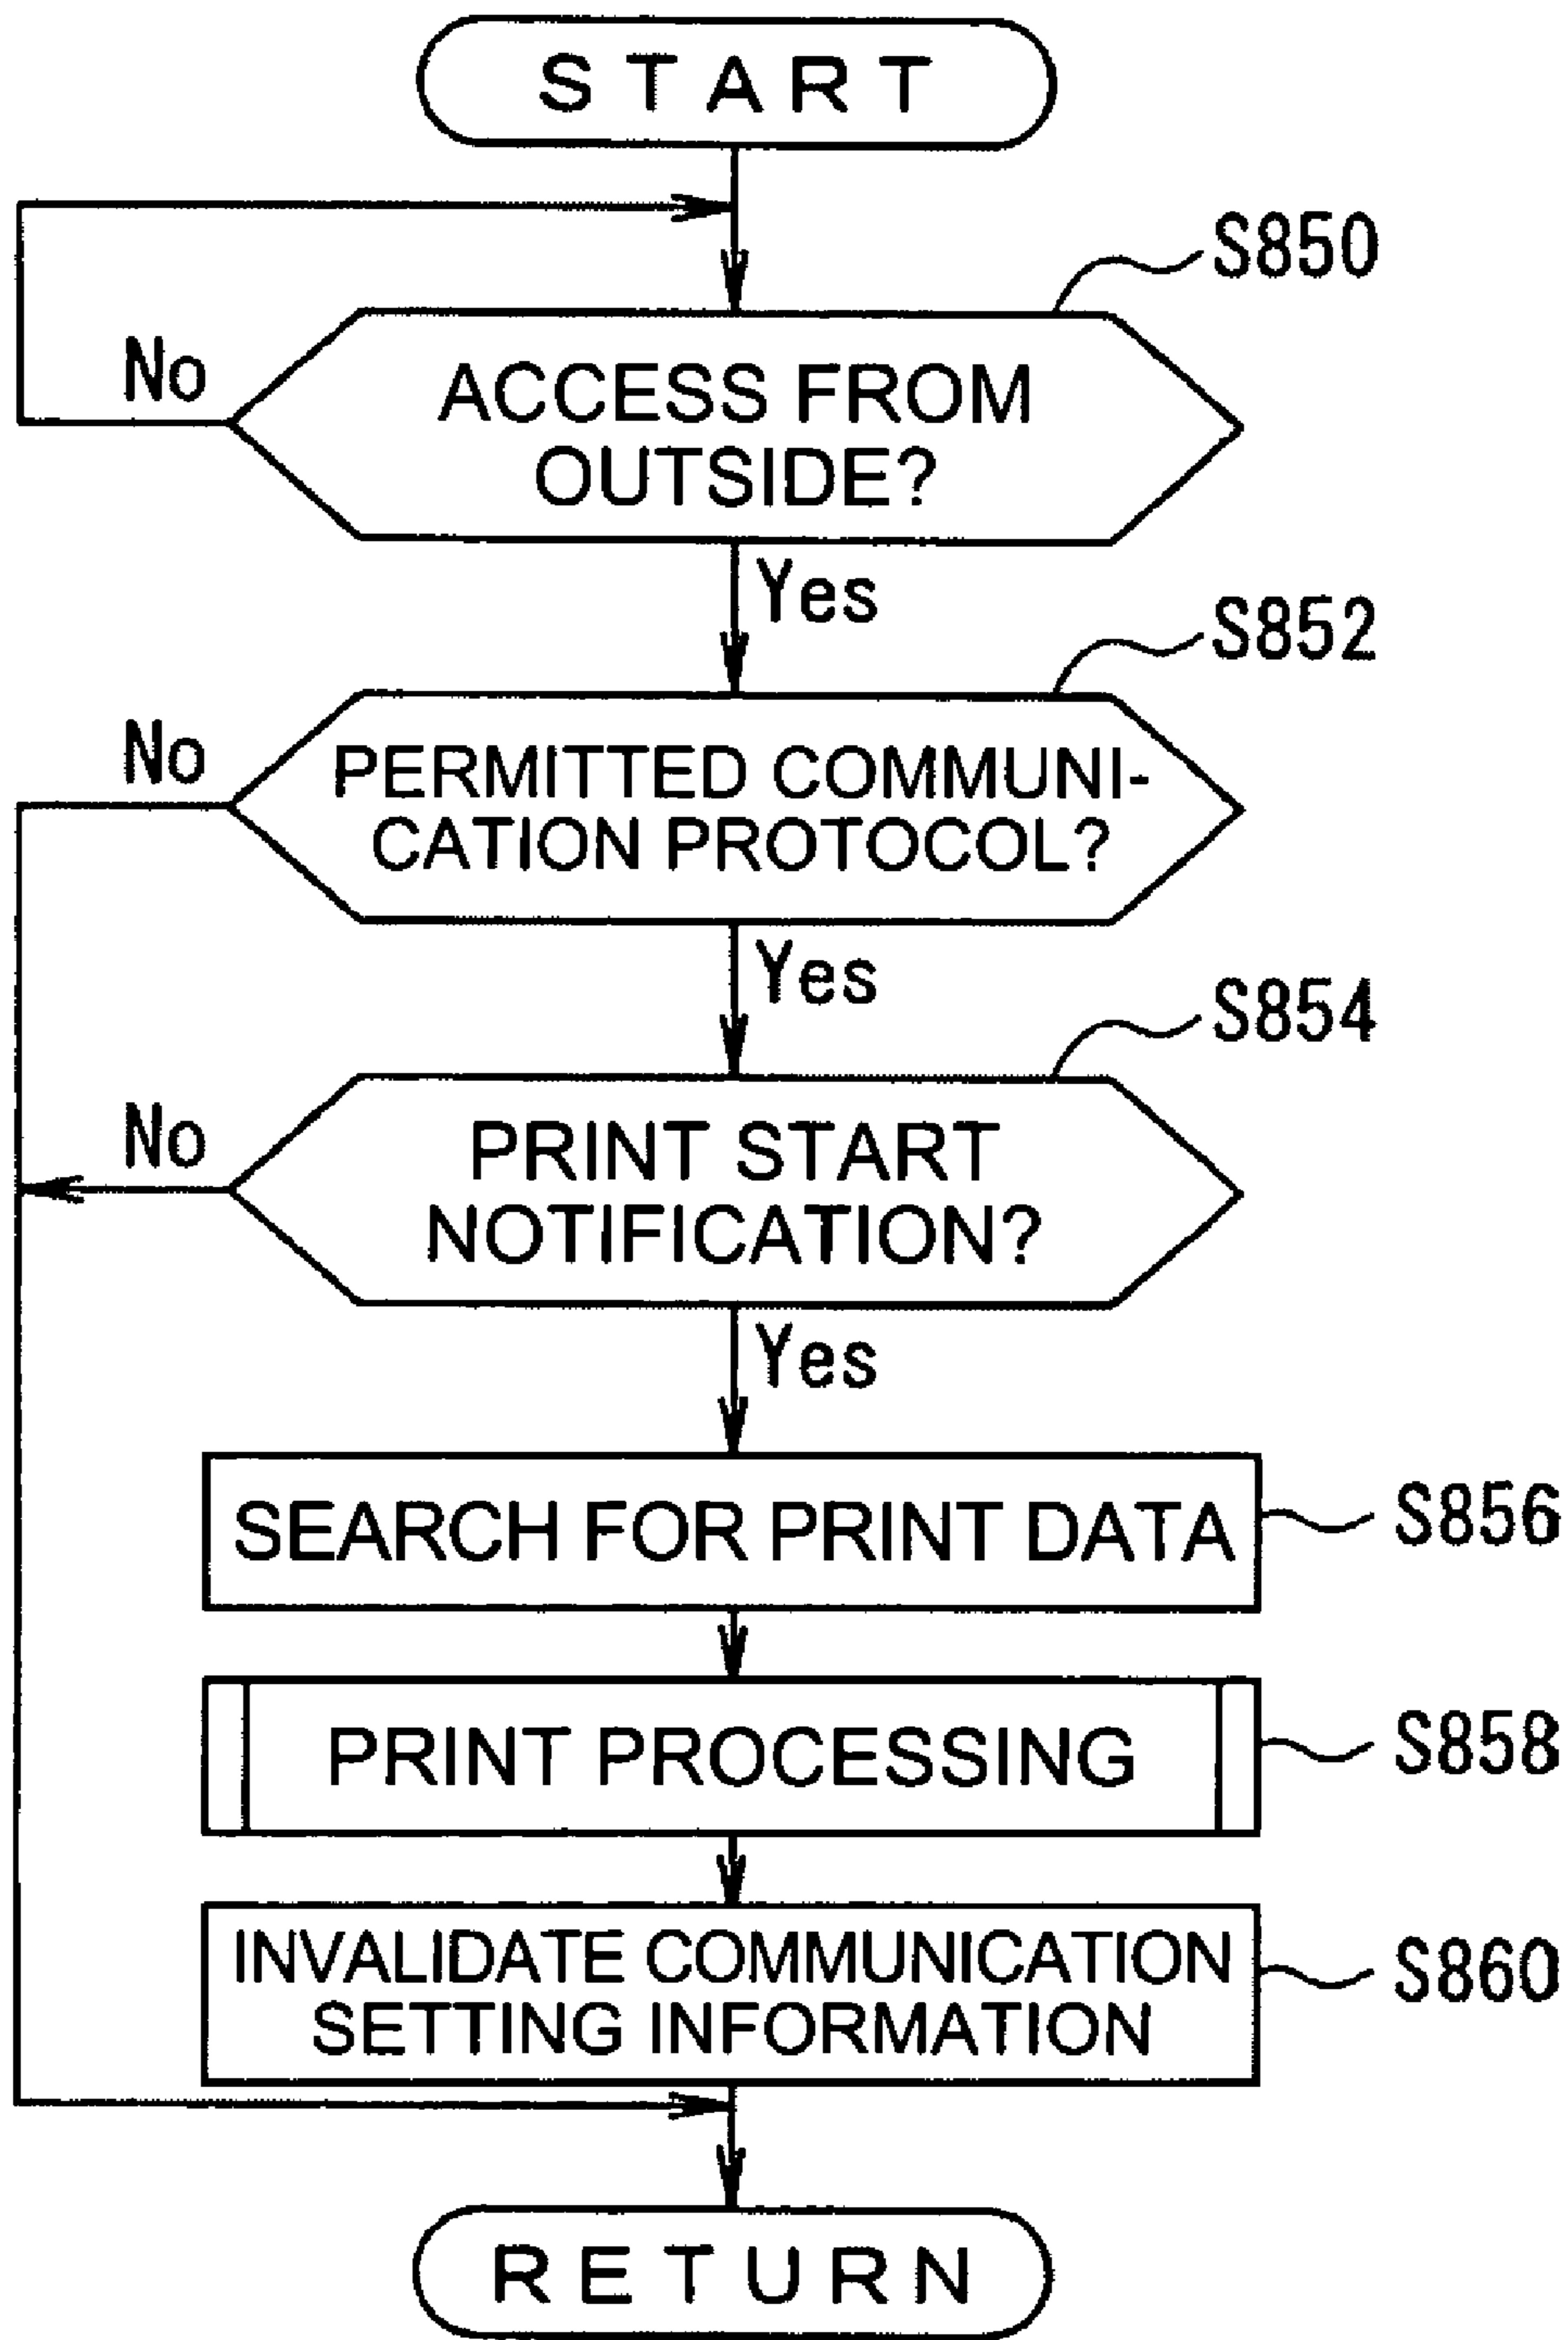 START
S850
No
ACCESS FROM
OUTSIDE?
Yes
S852
No
PERMITTED COMMUNI-
CATION PROTOCOL?
Yes
S854
No
PRINT START
NOTIFICATION?
Yes
SEARCH FOR PRINT DATA
S856
PRINT PROCESSING
S858
INVALIDATE COMMUNICATION
SETTING INFORMATION
S860
RETURN